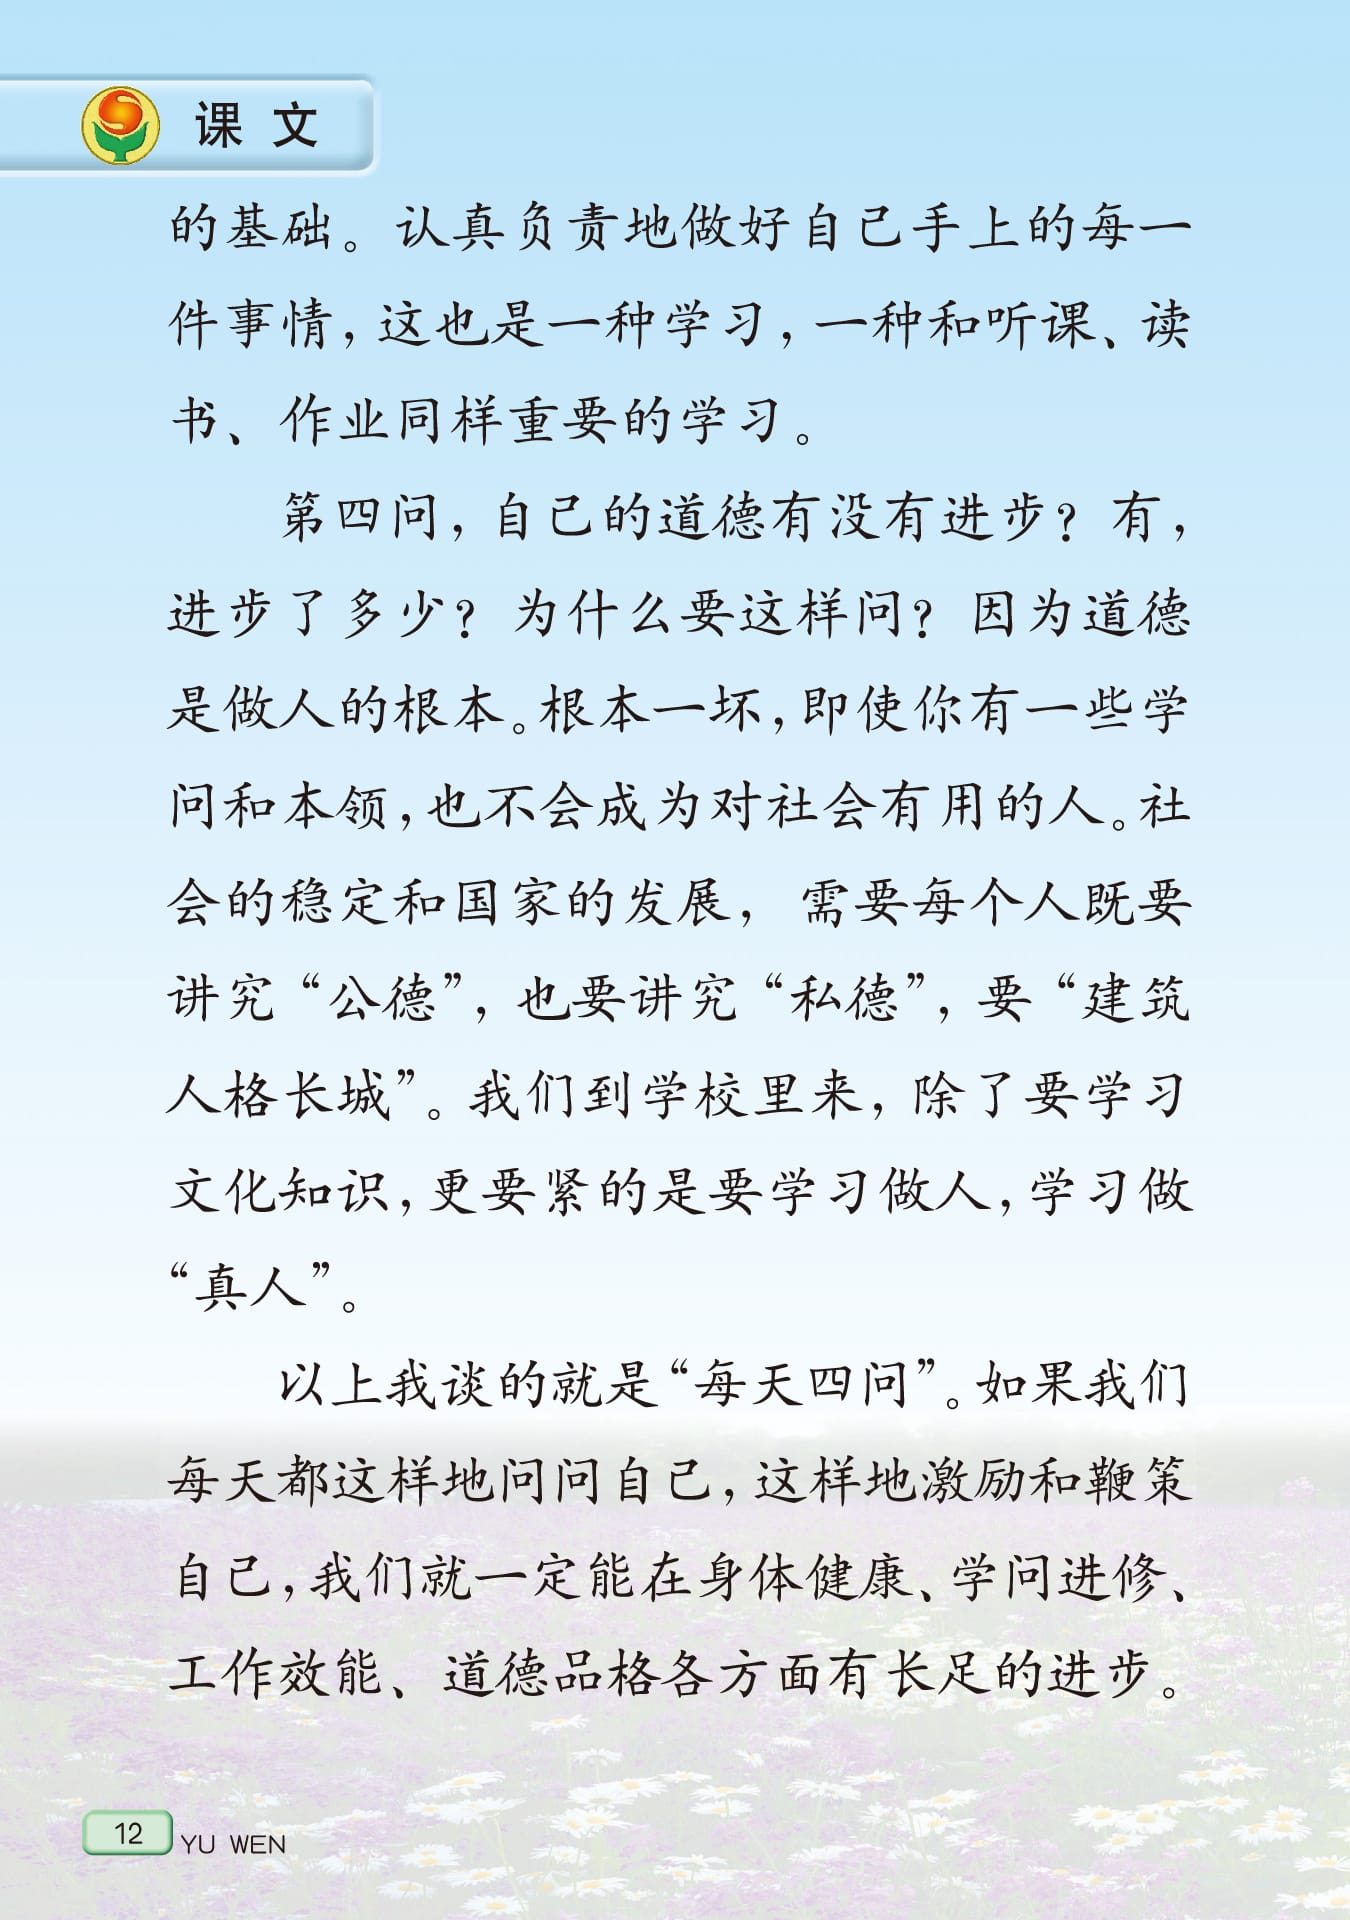 课文
的基础。认真负责地做好自己手上的每一
件事情，这也是一种学习，一种和听课、读
书、作业同样重要的学习。
第四问，自己的道德有没有进步？有，
进步了多少？为什么要这样问？因为道德
是做人的根本。根本一坏，即使你有一些学
问和本领，也不会成为对社会有用的人。社
会的稳定和国家的发展，需要每个人既要
讲究“公德”，也要讲究“私德”，要“建筑
人格长城”。我们到学校里来，除了要学习
文化知识，更要紧的是要学习做人，学习做
“真人”。
以上我谈的就是“每天四问”。如果我们
每天都这样地问问自己，这样地激励和鞭策
自己，我们就一定能在身体健康、学问进修、
工作效能、道德品格各方面有长足的进步。
12 YU WEN